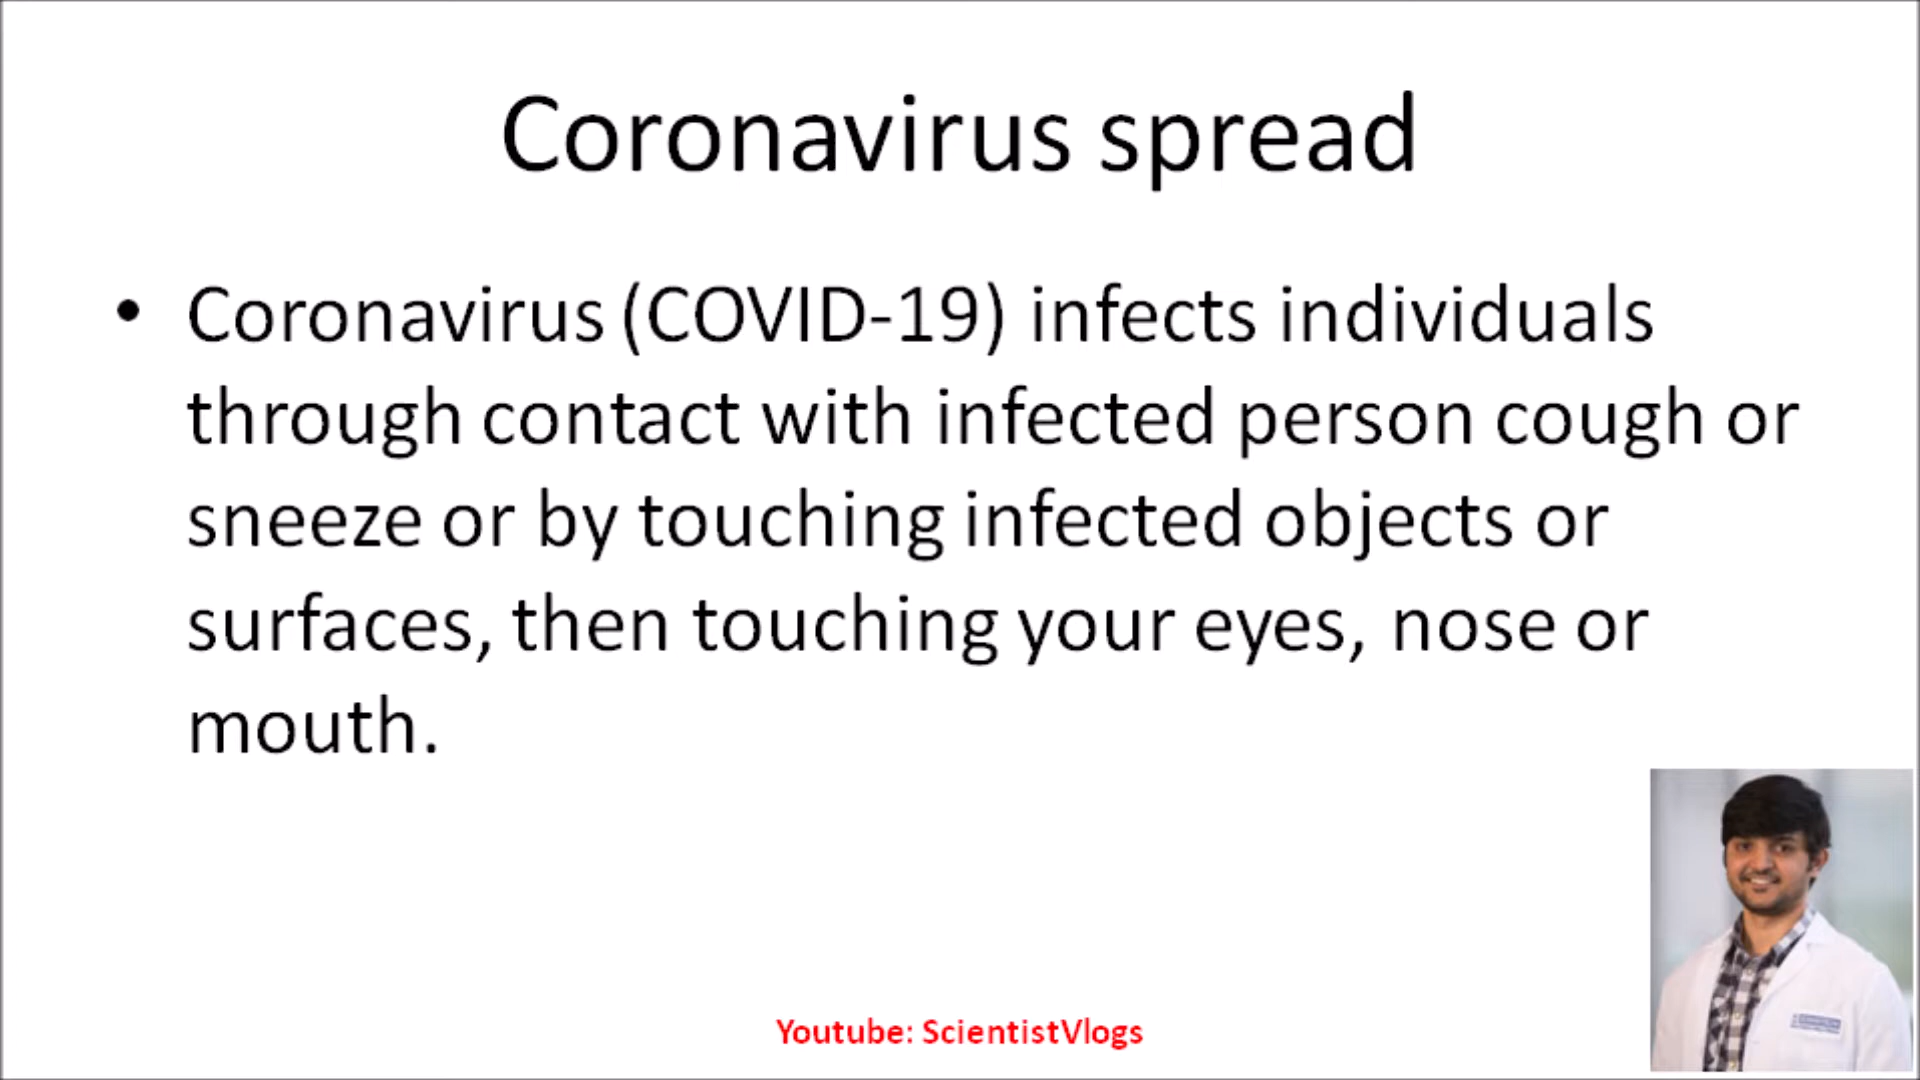 Coronavirus spread
• Coronavirus (COVID-19) infects individuals
through contact with infected person cough or
sneeze or by touching infected objects or
surfaces, then touching your eyes, nose or
mouth.
Youtube: ScientistVlogs